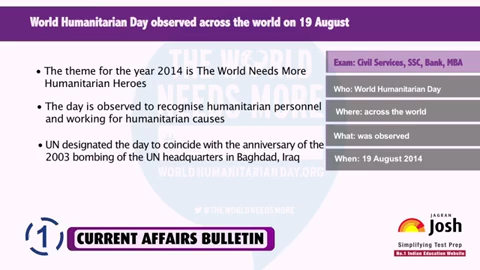 World Humanitarian Day observed across the world on 19 August
• The theme for the year 2014 is The World Needs More
Humanitarian Heroes
• The day is observed to recognise humanitarian personnel
and working for humanitarian causes
• UN designated the day to coincide with the anniversary of the
2003 bombing of the UN headquarters in Baghdad, Iraq
Exam: Civil Services, SSC, Bank, MBA
Who: World Humanitarian Day
Where: across the world
What: was observed
When: 19 August 2014
THE WORLD
NEEDS MORE
WORLDHUMANITARIANDAY.ORG
#THEWORLDNEEDSMORE
1 CURRENT AFFAIRS BULLETIN
JAGRAN
Josh
Simplifying Test Prep
No.1 Indian Education Website